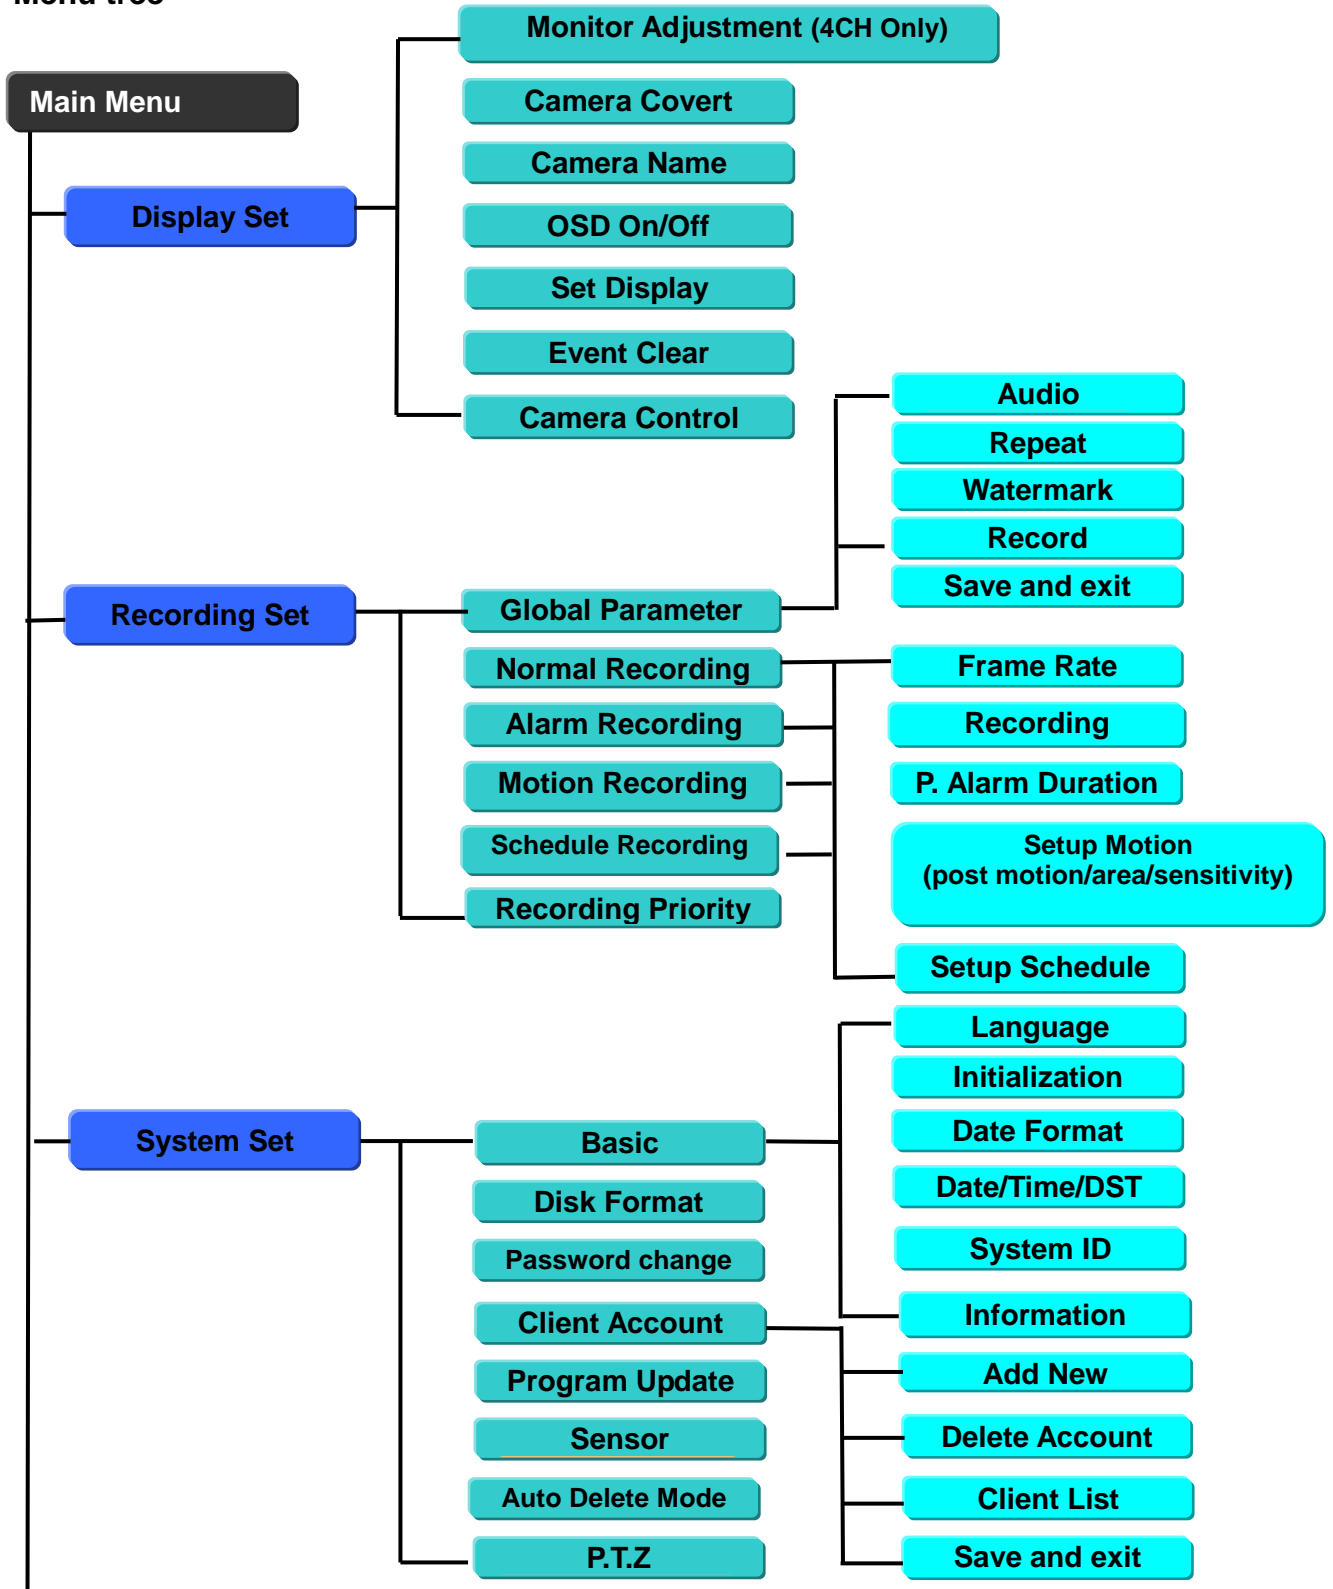 Menu tree
Main Menu
Display Set
Monitor Adjustment (4CH Only)
Camera Covert
Camera Name
OSD On/Off
Set Display
Event Clear
Camera Control
Recording Set
Global Parameter
Audio
Repeat
Watermark
Record
Save and exit
Normal Recording
Alarm Recording
Motion Recording
Schedule Recording
Recording Priority
Frame Rate
Recording
P. Alarm Duration
Setup Motion
(post motion/area/sensitivity)
Setup Schedule
System Set
Basic
Language
Initialization
Date Format
Date/Time/DST
System ID
Information
Disk Format
Password change
Client Account
Add New
Delete Account
Client List
Save and exit
Program Update
Sensor
Auto Delete Mode
P.T.Z